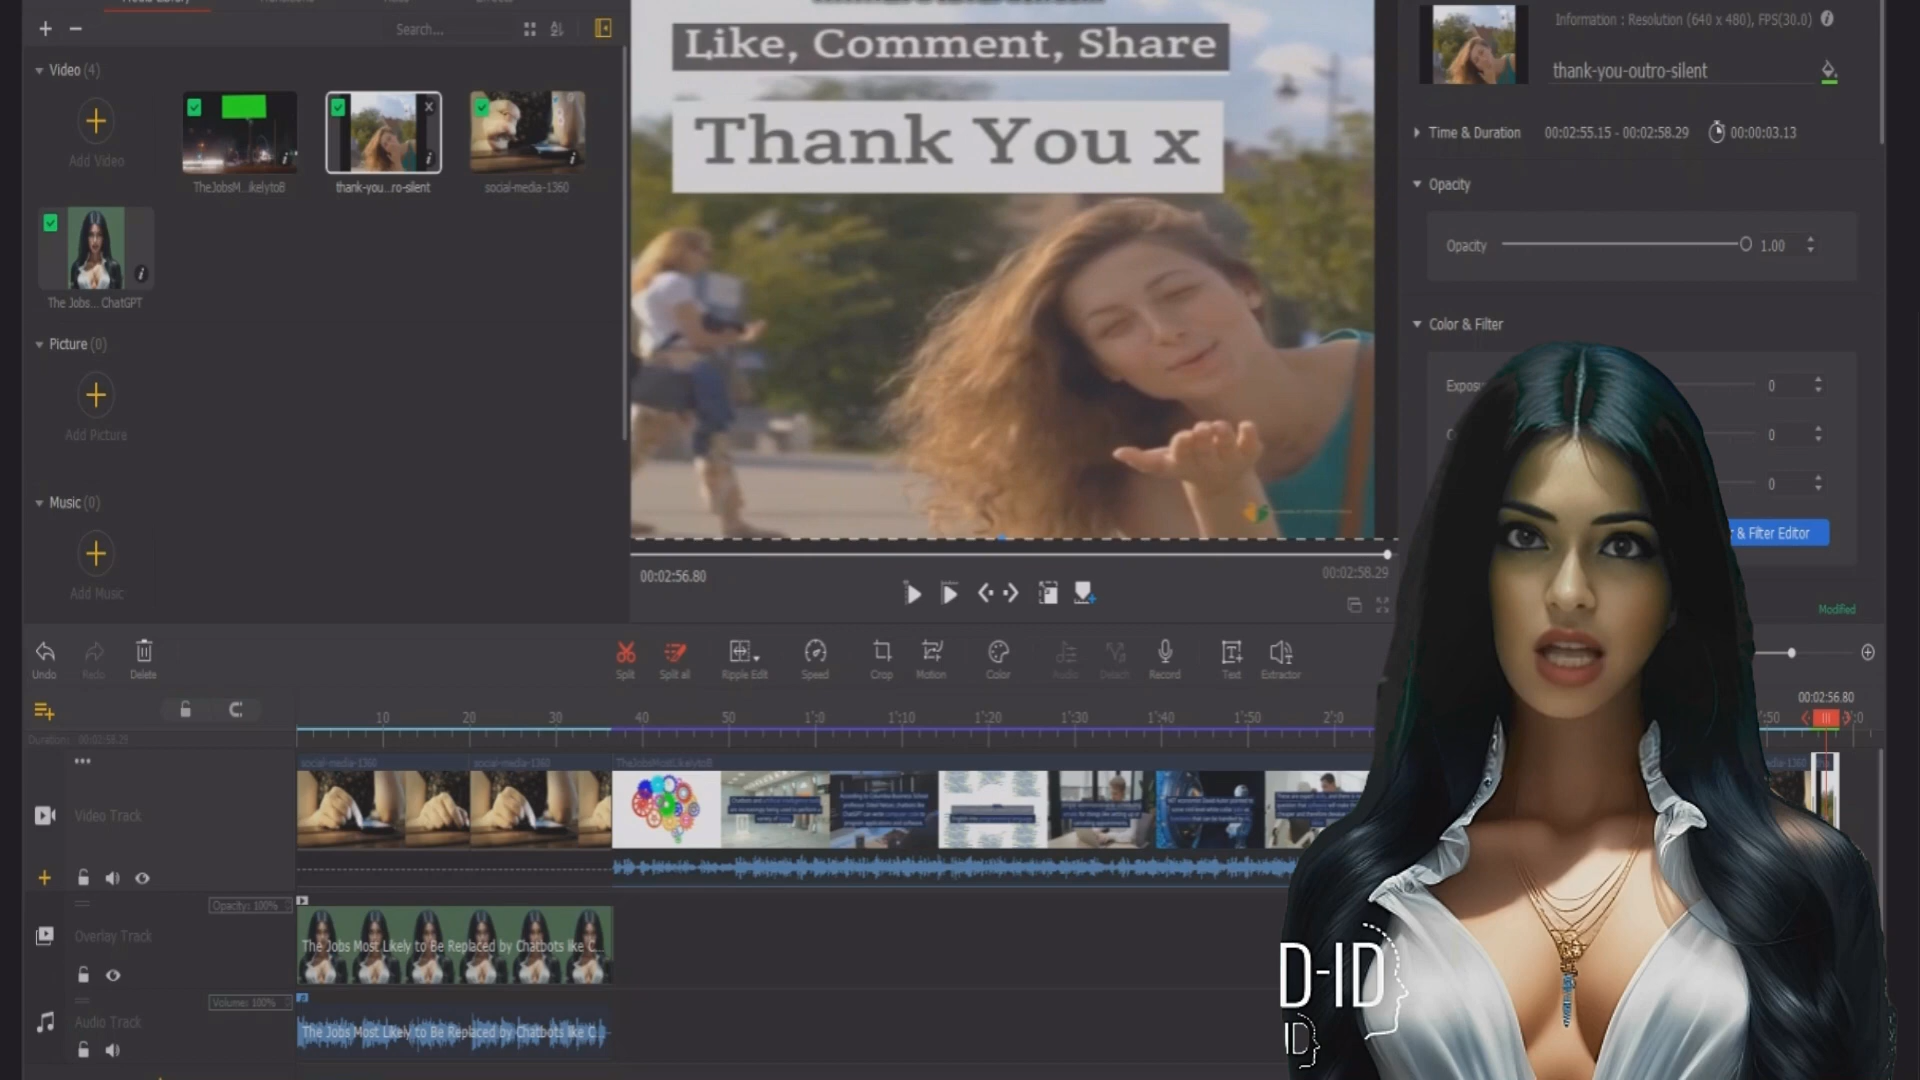 Search...
Video (4)
Add Video
TheJobsM...ikelytoB
thank-you...ro-silent
social-media-1360
The Jobs... ChatGPT
Picture (0)
Add Picture
Music (0)
Add Music
Like, Comment, Share
Thank You x
00:02:56.80
00:02:58.29
Information : Resolution (640 x 480), FPS(30.0)
thank-you-outro-silent
Time & Duration 00:02:55.15 - 00:02:58.29 00:00:03.13
Opacity
Opacity 1.00
Color & Filter
0
0
0
& Filter Editor
Modified
Undo Redo Delete
Split Split all Ripple Edit Speed Crop Motion Color Audio Detach Record Text Extractor
00:02:56.80
10 20 30 40 50 1':0 1':10 1':20 1':30 1':40 1':50 2':0
Duration: 00:02:58.29
social-media-1360 social-media-1360 TheJobsMostLikelytoB
Video Track
Opacity: 100%
Overlay Track
The Jobs Most Likely to Be Replaced by Chatbots like C...
Volume: 100%
Audio Track
The Jobs Most Likely to Be Replaced by Chatbots like C
D-ID
ID